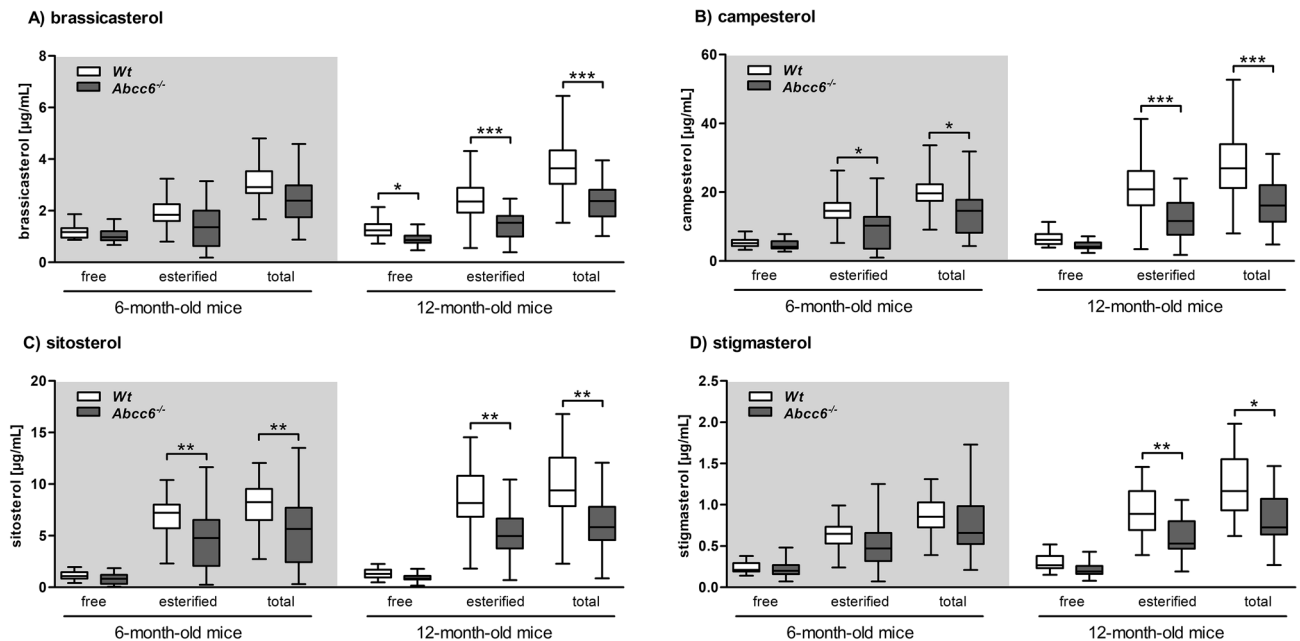 A) brassicasterol
brassicasterol [µg/mL]
8
6
4
2
0
Wt
Abcc6-/-
*
***
***
free esterified total free esterified total
6-month-old mice 12-month-old mice
B) campesterol
campesterol [µg/mL]
60
40
20
0
Wt
Abcc6-/-
*
*
***
***
free esterified total free esterified total
6-month-old mice 12-month-old mice
C) sitosterol
sitosterol [µg/mL]
20
15
10
5
0
Wt
Abcc6-/-
**
**
**
**
free esterified total free esterified total
6-month-old mice 12-month-old mice
D) stigmasterol
stigmasterol [µg/mL]
2.5
2.0
1.5
1.0
0.5
0.0
Wt
Abcc6-/-
**
*
free esterified total free esterified total
6-month-old mice 12-month-old mice